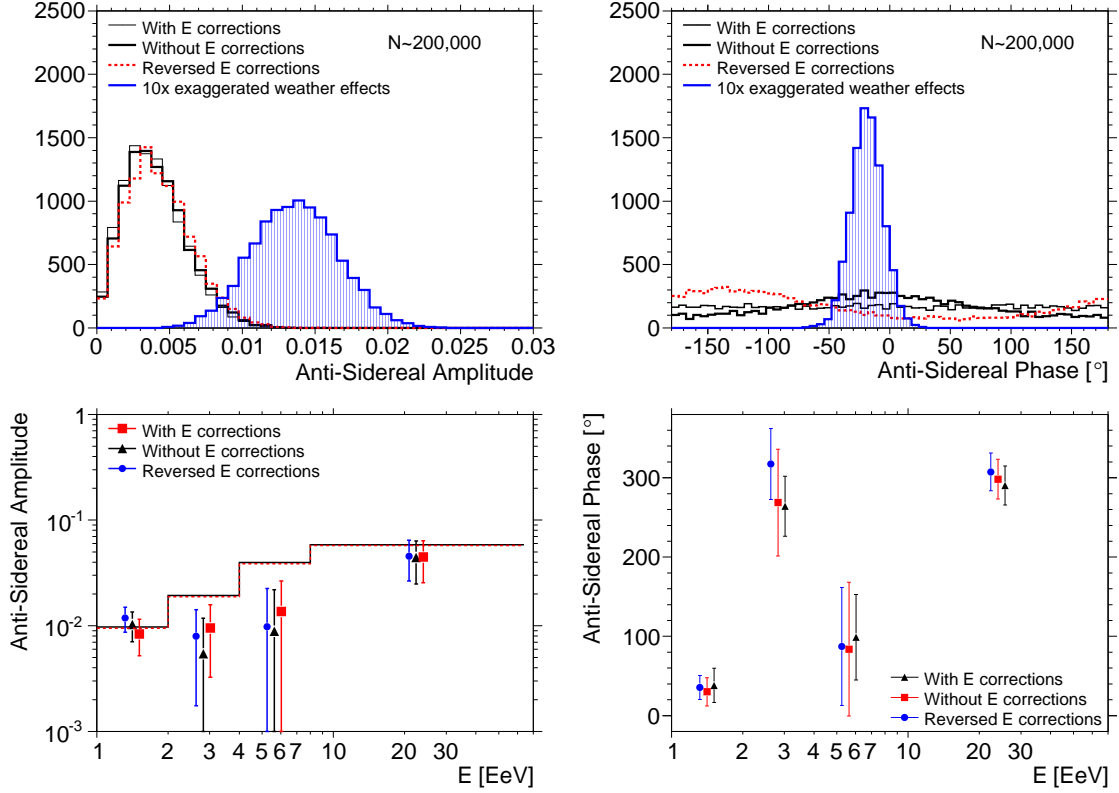 2500
2000
1500
1000
500
0
With E corrections
Without E corrections
Reversed E corrections
10x exaggerated weather effects
N~200,000
0 0.005 0.01 0.015 0.02 0.025 0.03
Anti-Sidereal Amplitude
2500
2000
1500
1000
500
0
With E corrections
Without E corrections
Reversed E corrections
10x exaggerated weather effects
N~200,000
-150 -100 -50 0 50 100 150
Anti-Sidereal Phase [°]
Anti-Sidereal Amplitude
1
10-1
10-2
10-3
With E corrections
Without E corrections
Reversed E corrections
1 2 3 4 5 6 7 10 20 30
E [EeV]
Anti-Sidereal Phase [°]
300
200
100
0
With E corrections
Without E corrections
Reversed E corrections
1 2 3 4 5 6 7 10 20 30
E [EeV]